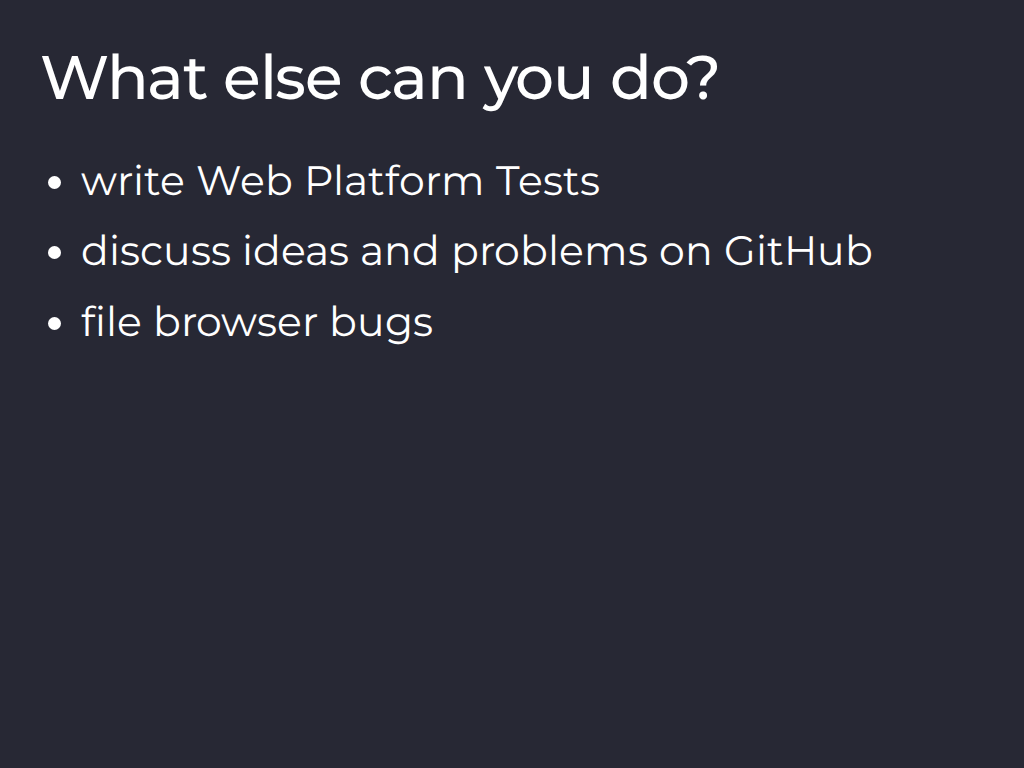 What else can you do?
• write Web Platform Tests
• discuss ideas and problems on GitHub
• file browser bugs